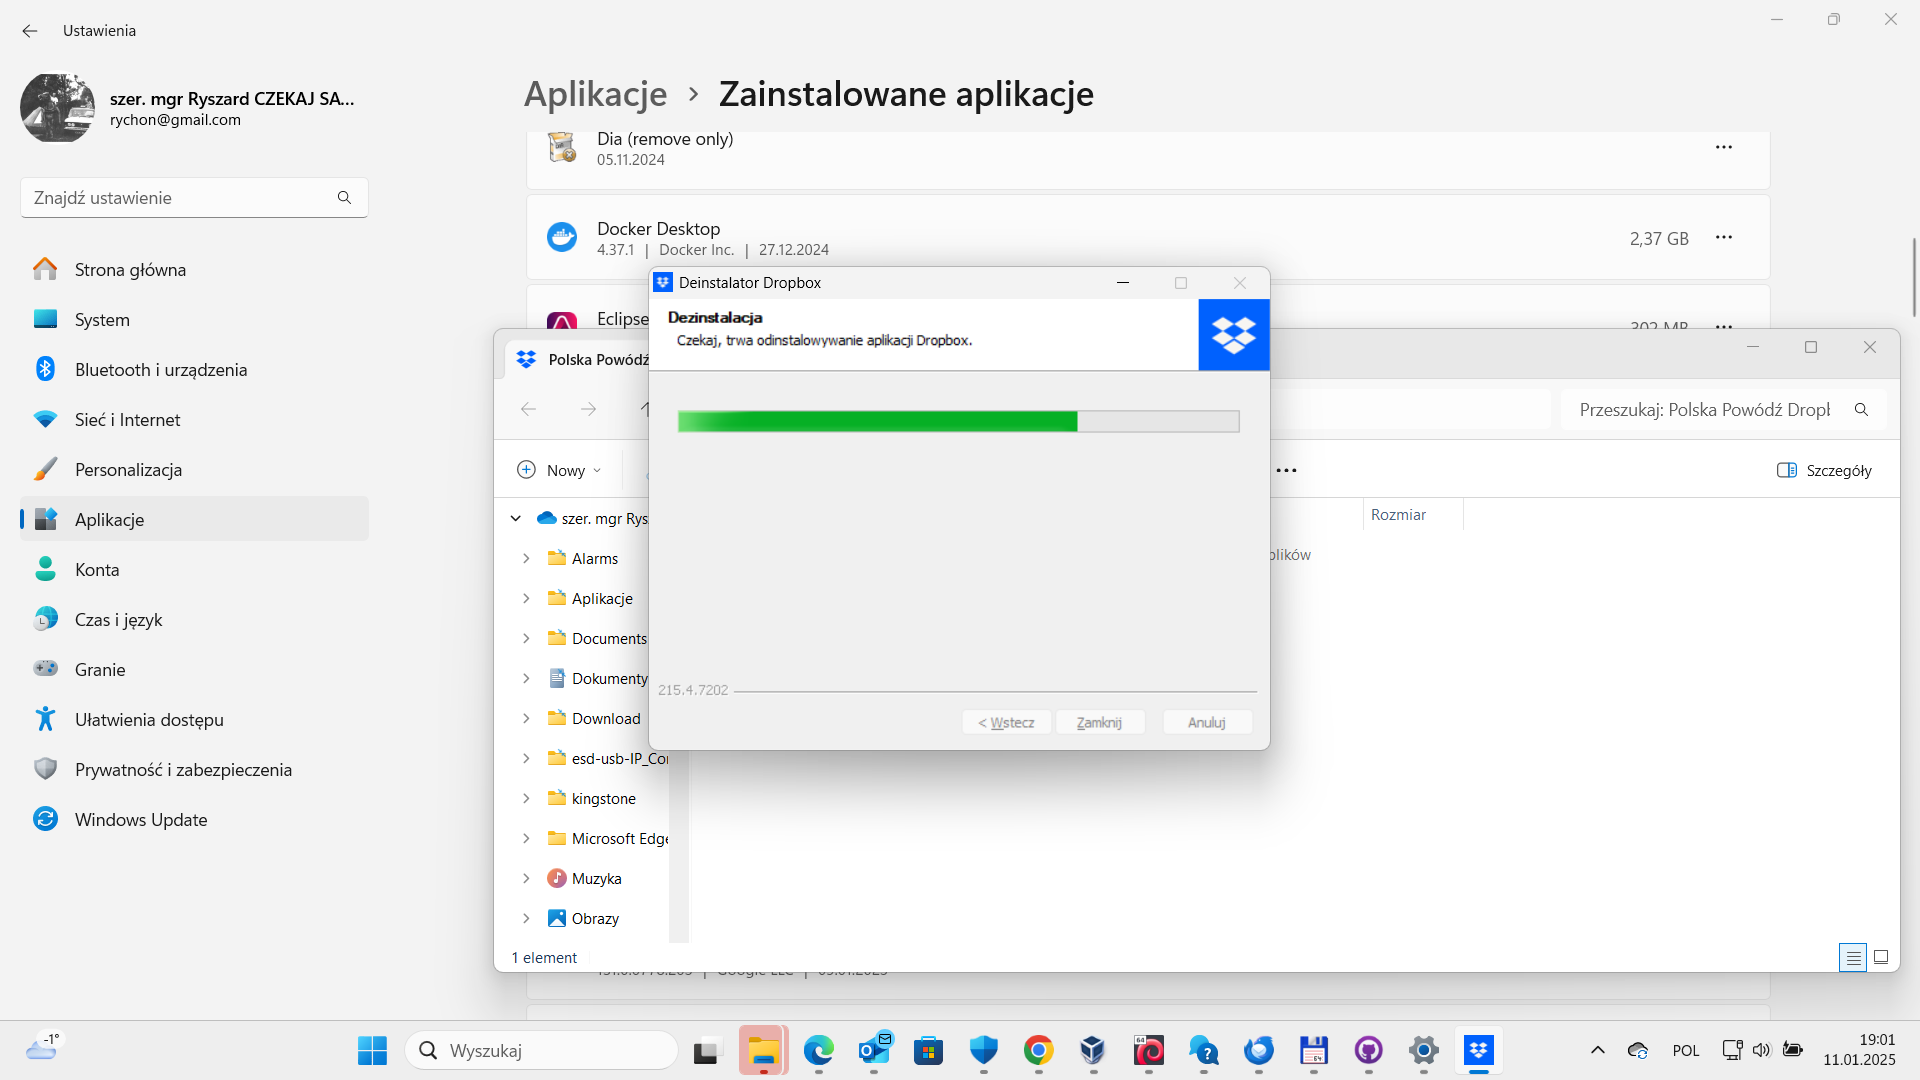 Ustawienia
szer. mgr Ryszard CZEKAJ SA...
rychon@gmail.com
Znajdź ustawienie
Strona główna
System
Bluetooth i urządzenia
Sieć i Internet
Personalizacja
Aplikacje
Konta
Czas i język
Granie
Ułatwienia dostępu
Prywatność i zabezpieczenia
Windows Update
Aplikacje > Zainstalowane aplikacje
Dia (remove only)
05.11.2024
Docker Desktop
4.37.1 | Docker Inc. | 27.12.2024
2,37 GB
Eclipse
302 MB
Deinstalator Dropbox
Dezinstalacja
Czekaj, trwa odinstalowywanie aplikacji Dropbox.
215.4.7202
< Wstecz
Zamknij
Anuluj
Polska Powódź
Przeszukaj: Polska Powódź
Nowy
Szczegóły
Rozmiar
szer. mgr
Alarms
Aplikacje
Documents
Dokumenty
Download
esd-usb-IP_
kingstone
Microsoft
Muzyka
Obrazy
1 element
Google LLC
-1°
Wyszukaj
64
64
POL
19:01
11.01.2025